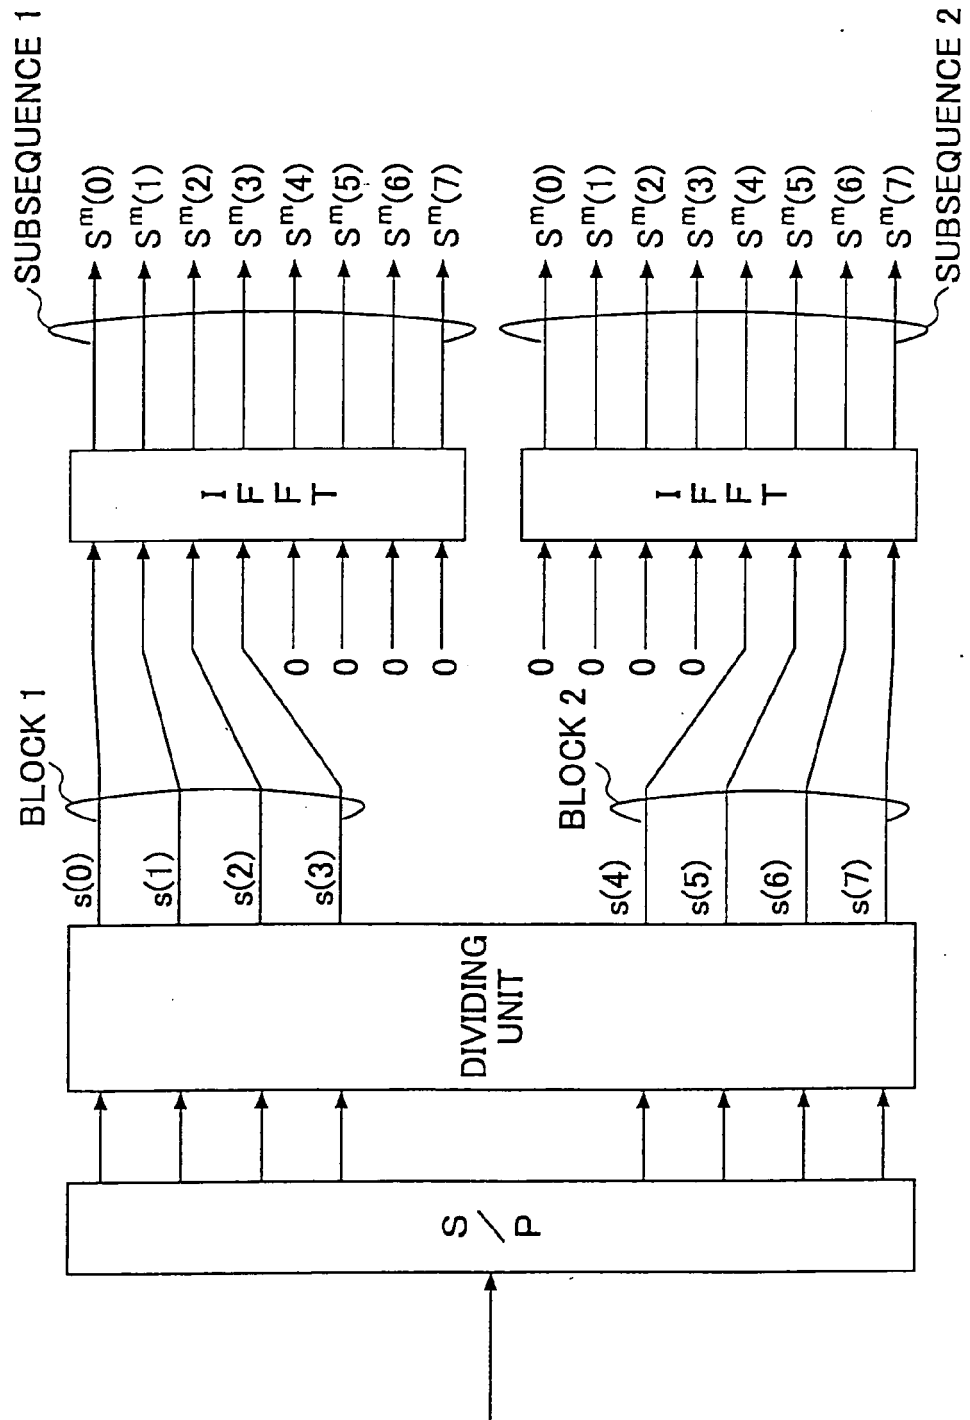 S/P
DIVIDING
UNIT
s(0)
s(1)
s(2)
s(3)
s(4)
s(5)
s(6)
s(7)
BLOCK 1
BLOCK 2
0
0
0
0
0
0
0
0
IFFT
IFFT
SUBSEQUENCE 1
S^m(0)
S^m(1)
S^m(2)
S^m(3)
S^m(4)
S^m(5)
S^m(6)
S^m(7)
S^m(0)
S^m(1)
S^m(2)
S^m(3)
S^m(4)
S^m(5)
S^m(6)
S^m(7)
SUBSEQUENCE 2